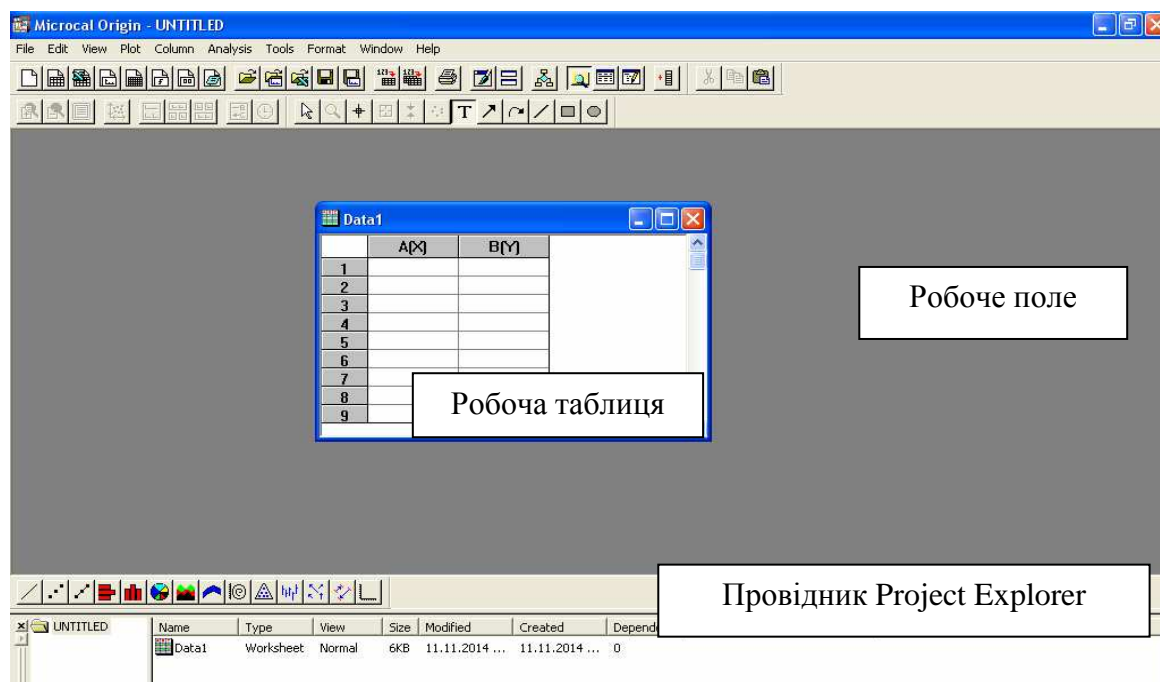 Microcal Origin - UNTITLED
File Edit View Plot Column Analysis Tools Format Window Help
T
Data1
A(X) B(Y)
1
2
3
4
5
6
7
8
9
Робоче поле
Робоча таблиця
Провідник Project Explorer
UNTITLED
Name Type View Size Modified Created Depend
Data1 Worksheet Normal 6KB 11.11.2014 ... 11.11.2014 ... 0